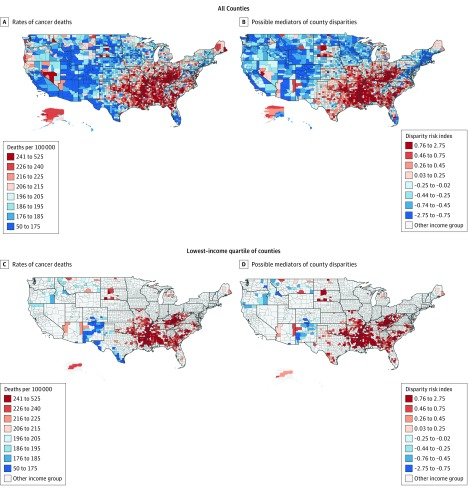 All Counties
A Rates of cancer deaths
B Possible mediators of county disparities
Deaths per 100 000
241 to 525
226 to 240
216 to 225
206 to 215
196 to 205
186 to 195
176 to 185
50 to 175
Disparity risk index
0.76 to 2.75
0.46 to 0.75
0.26 to 0.45
0.03 to 0.25
−0.25 to −0.02
−0.44 to −0.25
−0.74 to −0.45
−2.75 to −0.75
Other income group
Lowest-income quartile of counties
C Rates of cancer deaths
D Possible mediators of county disparities
Deaths per 100 000
241 to 525
226 to 240
216 to 225
206 to 215
196 to 205
186 to 195
176 to 185
50 to 175
Other income group
Disparity risk index
0.76 to 2.75
0.46 to 0.75
0.26 to 0.45
0.03 to 0.25
−0.25 to −0.02
−0.44 to −0.25
−0.76 to −0.45
−2.75 to −0.75
Other income group